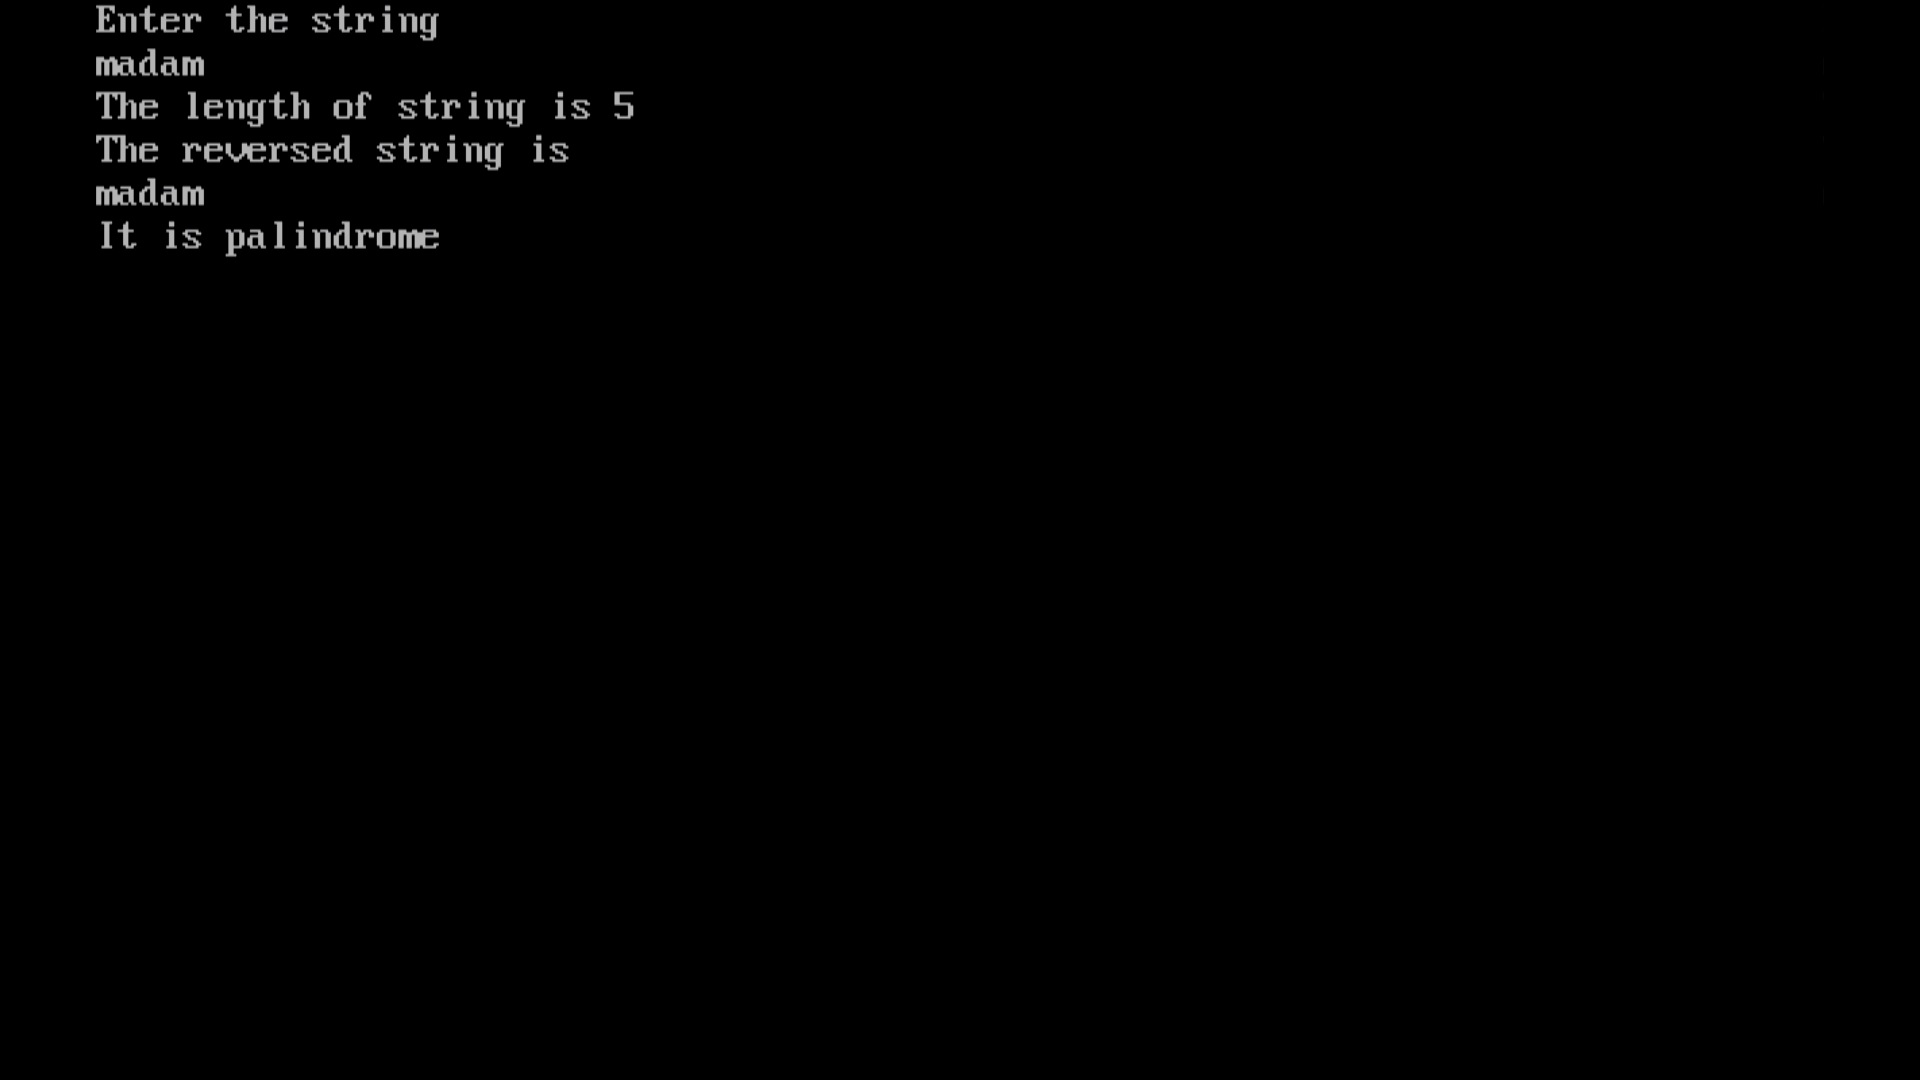 Enter the string
madam
The length of string is 5
The reversed string is
madam
It is palindrome